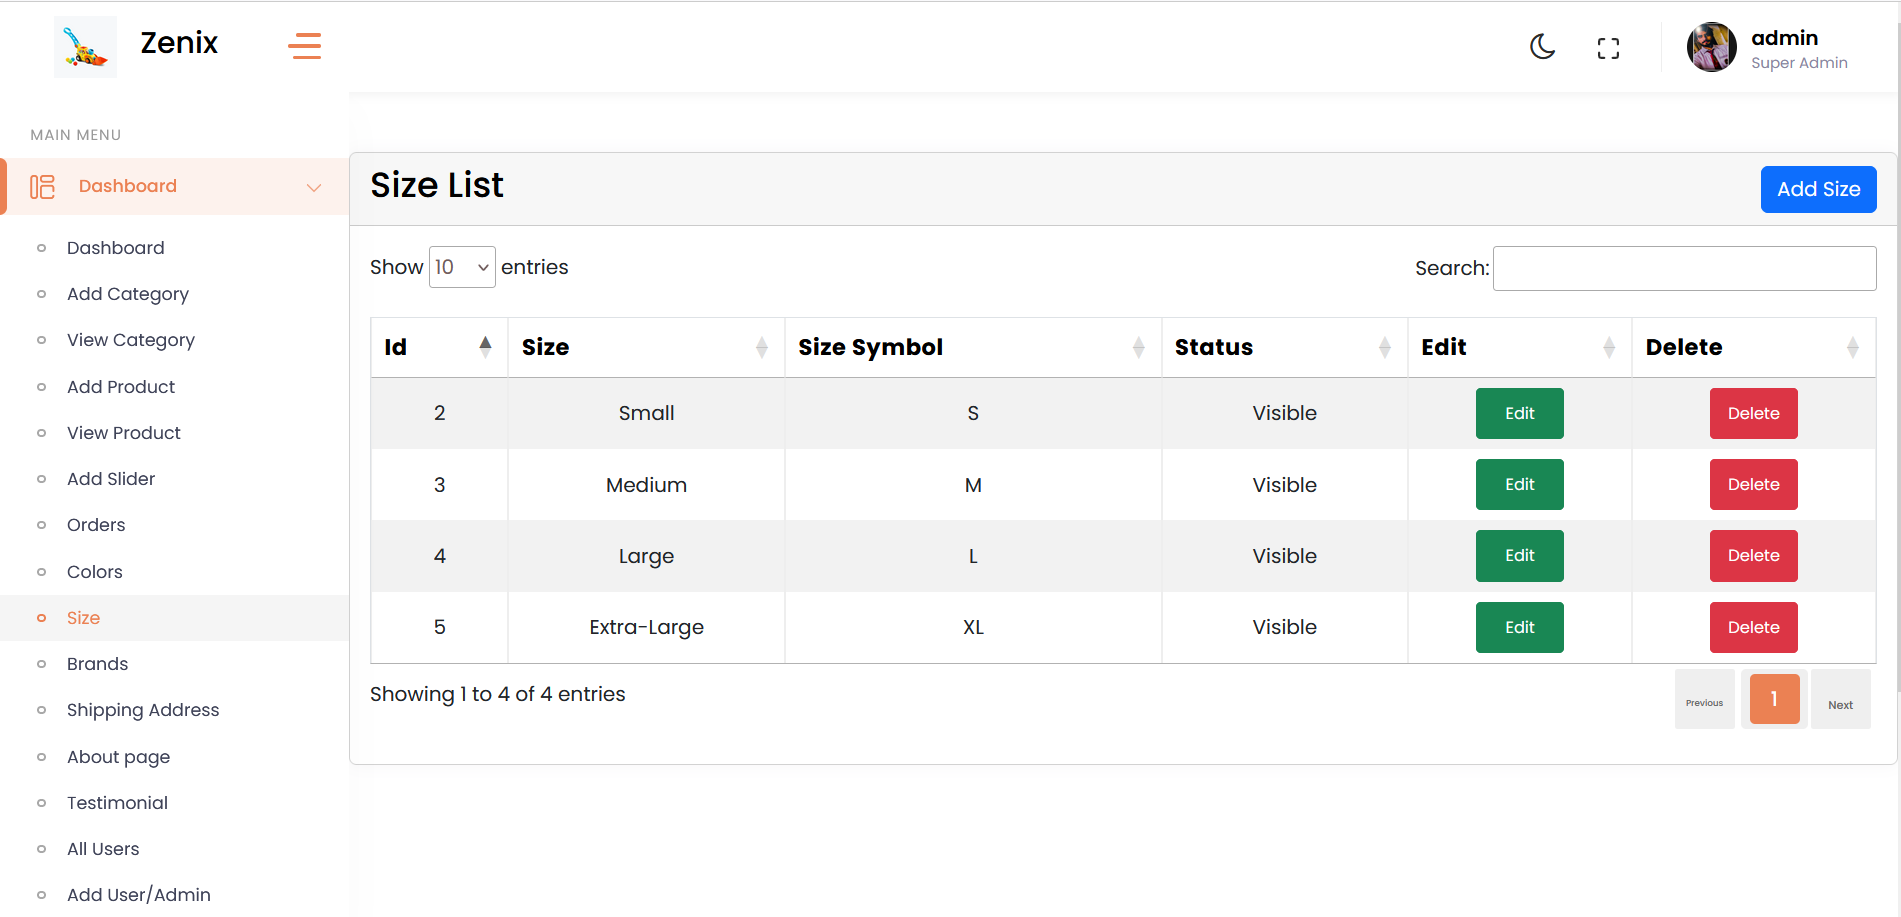 Zenix
admin
Super Admin
MAIN MENU
Dashboard
Dashboard
Add Category
View Category
Add Product
View Product
Add Slider
Orders
Colors
Size
Brands
Shipping Address
About page
Testimonial
All Users
Add User/Admin
Size List
Add Size
Show 10 entries
Search:
Id Size Size Symbol Status Edit Delete
2 Small S Visible Edit Delete
3 Medium M Visible Edit Delete
4 Large L Visible Edit Delete
5 Extra-Large XL Visible Edit Delete
Showing 1 to 4 of 4 entries
Previous 1 Next